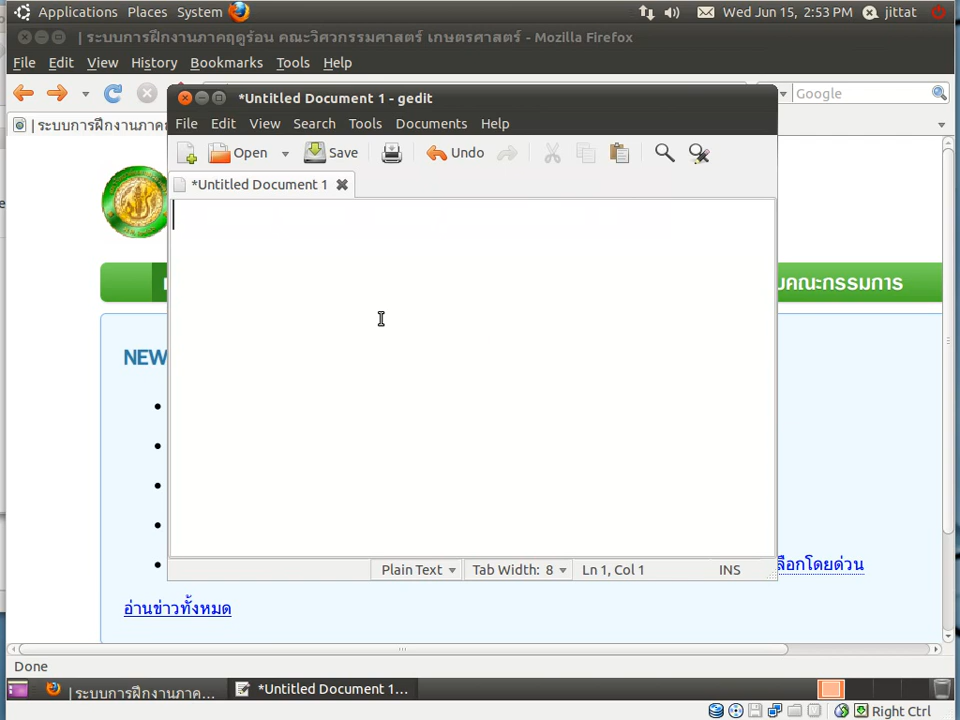 Applications Places System Wed Jun 15, 2:53 PM jittat
| ระบบการฝึกงานภาคฤดูร้อน คณะวิศวกรรมศาสตร์ เกษตรศาสตร์ - Mozilla Firefox
File Edit View History Bookmarks Tools Help
Google
*Untitled Document 1 - gedit
| ระบบการฝึกงานภาค
File Edit View Search Tools Documents Help
Open Save Undo
*Untitled Document 1
คณะกรรมการ
NEW
Plain Text Tab Width: 8 Ln 1, Col 1 INS
ลือกโดยด่วน
อ่านข่าวทั้งหมด
Done
| ระบบการฝึกงานภาค... *Untitled Document 1...
Right Ctrl